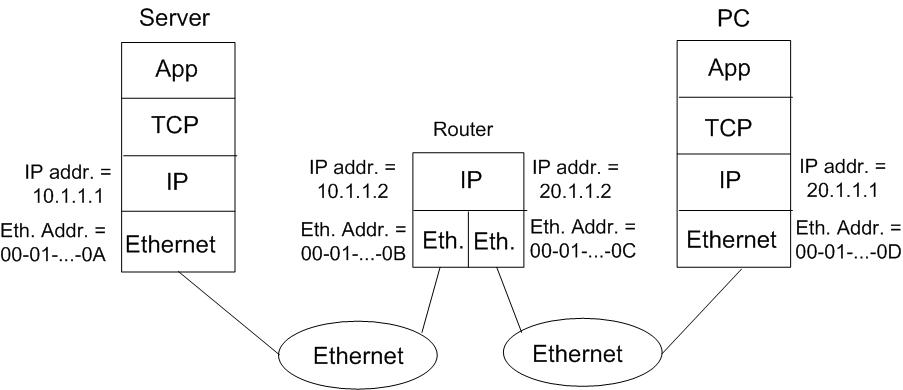 Server
PC
App
App
TCP
TCP
Router
IP addr. =
10.1.1.1
IP
IP addr. =
10.1.1.2
IP
IP addr. =
20.1.1.2
IP
IP addr. =
20.1.1.1
Eth. Addr. =
00-01-...-0A
Ethernet
Eth. Addr. =
00-01-...-0B
Eth.
Eth.
Eth. Addr. =
00-01-...-0C
Ethernet
Eth. Addr. =
00-01-...-0D
Ethernet
Ethernet